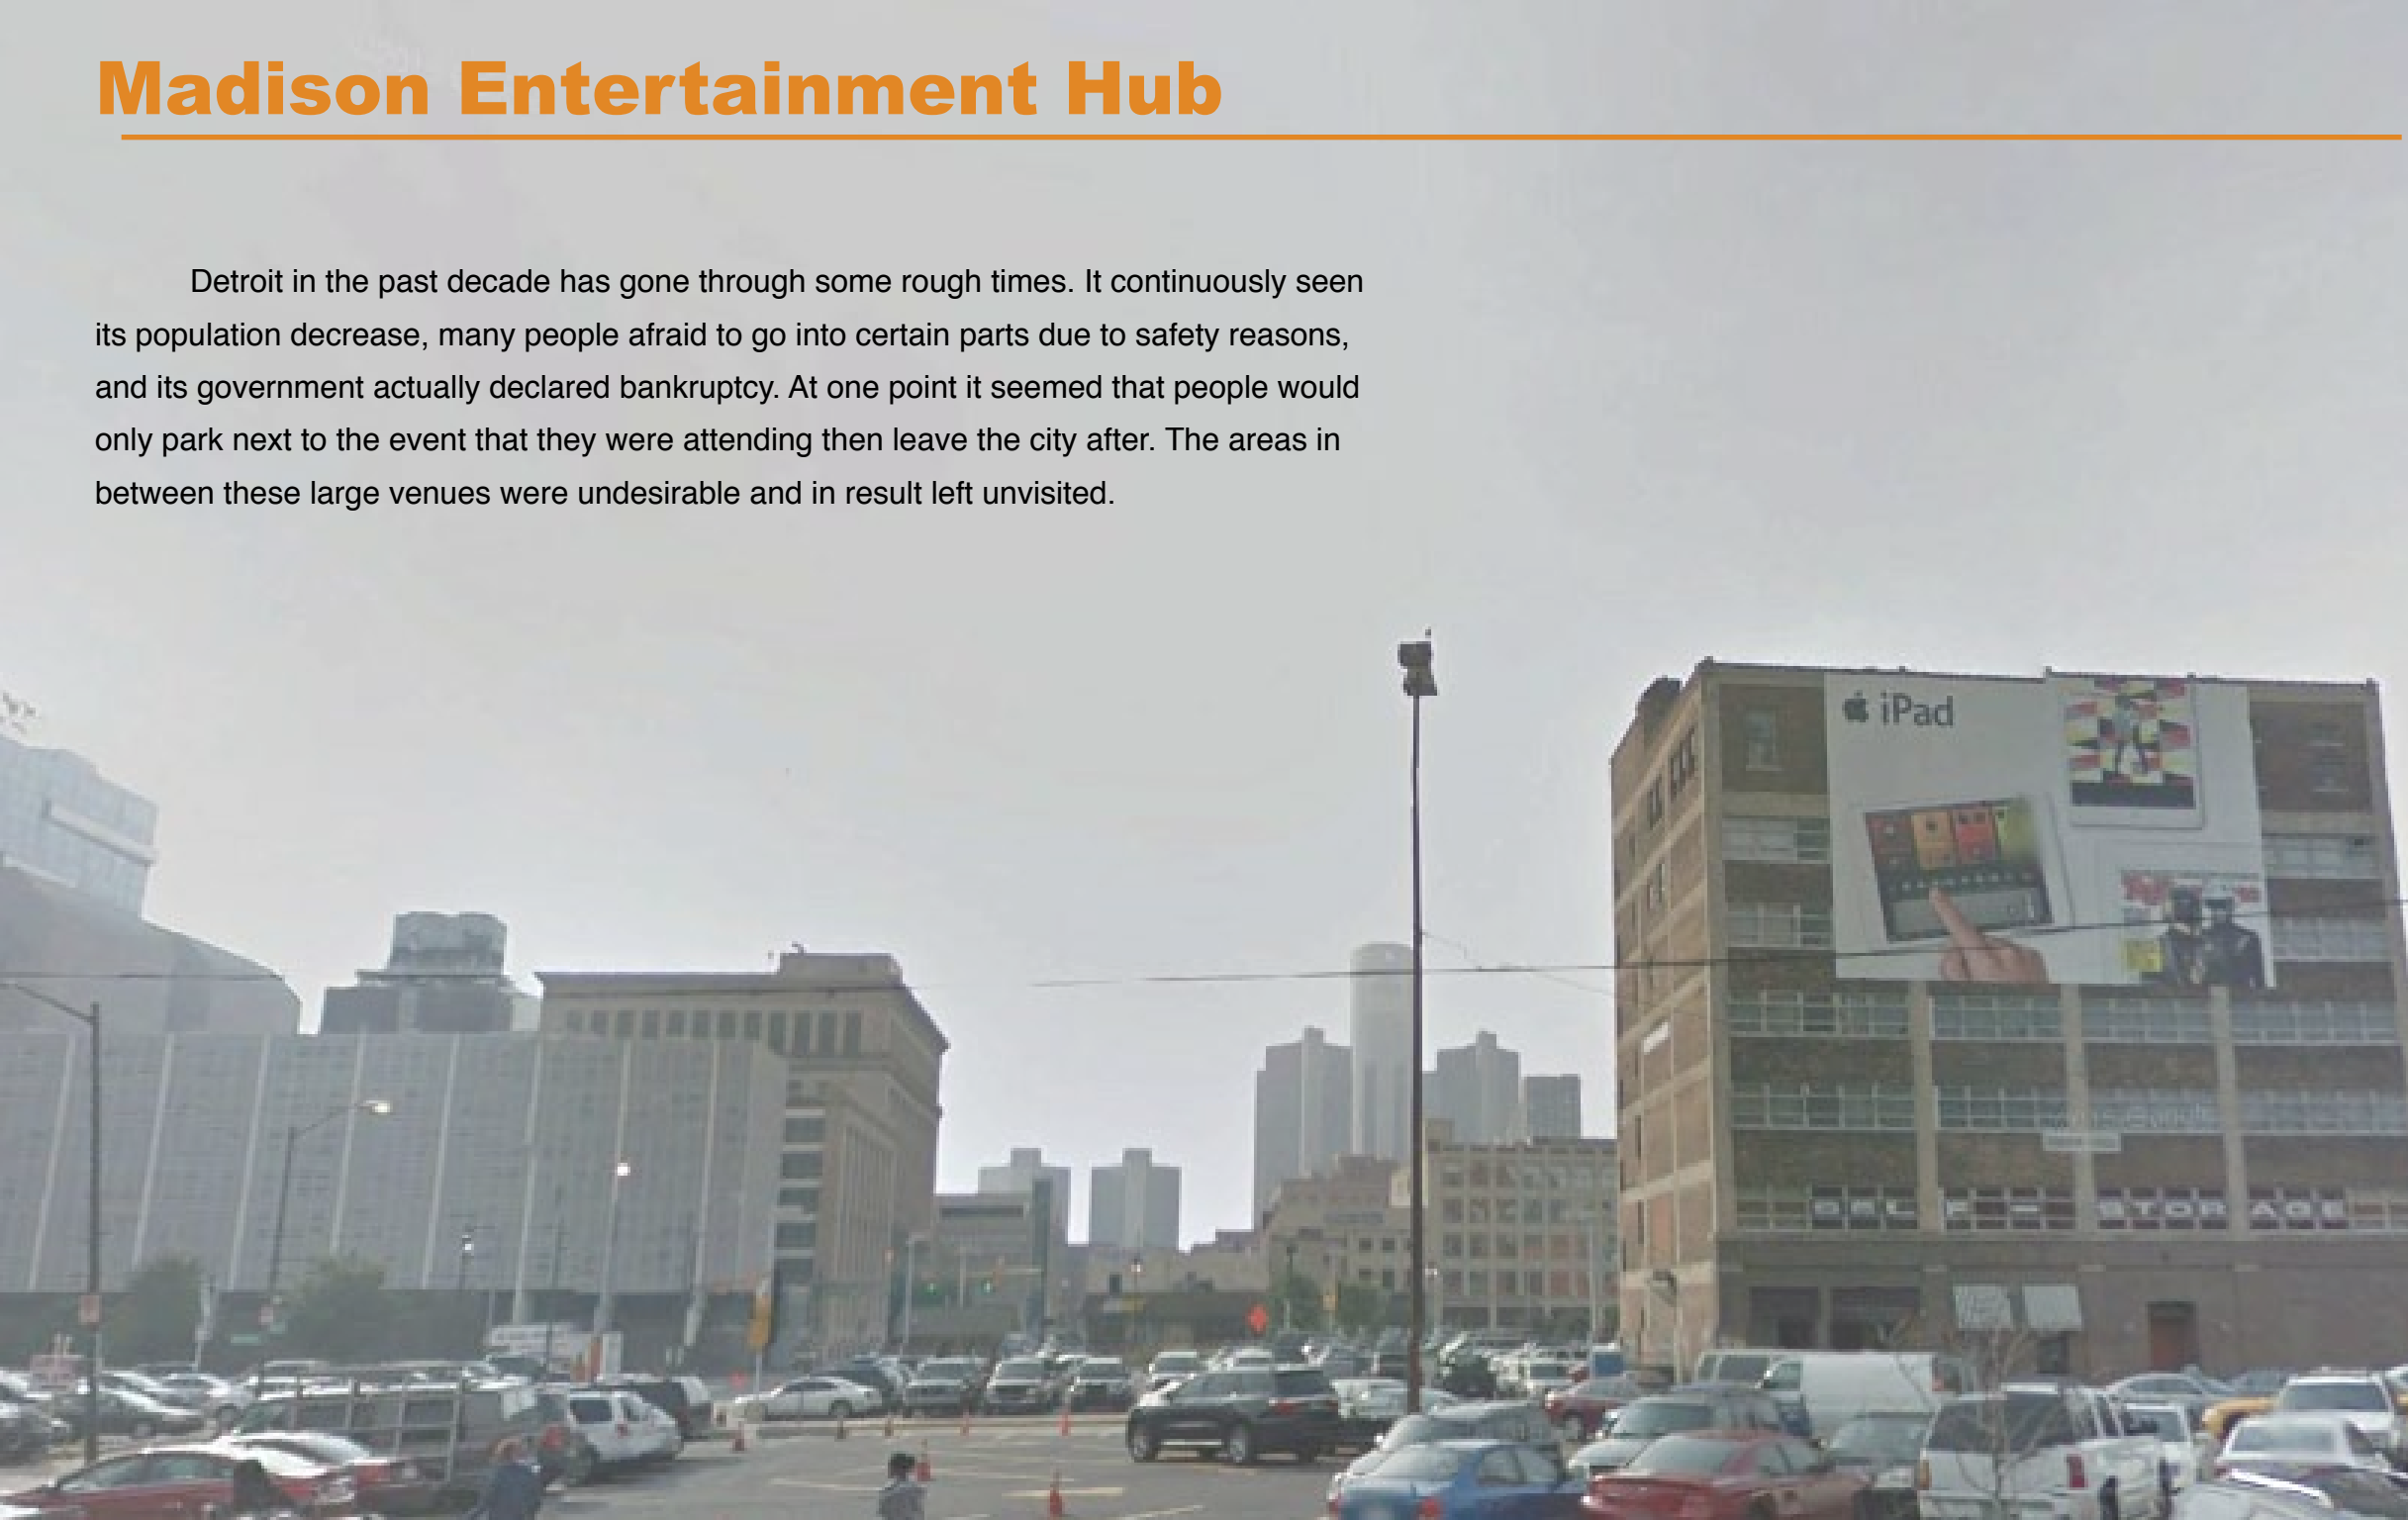 Madison Entertainment Hub
Detroit in the past decade has gone through some rough times. It continuously seen
its population decrease, many people afraid to go into certain parts due to safety reasons,
and its government actually declared bankruptcy. At one point it seemed that people would
only park next to the event that they were attending then leave the city after. The areas in
between these large venues were undesirable and in result left unvisited.
iPad
SELF - STORAGE